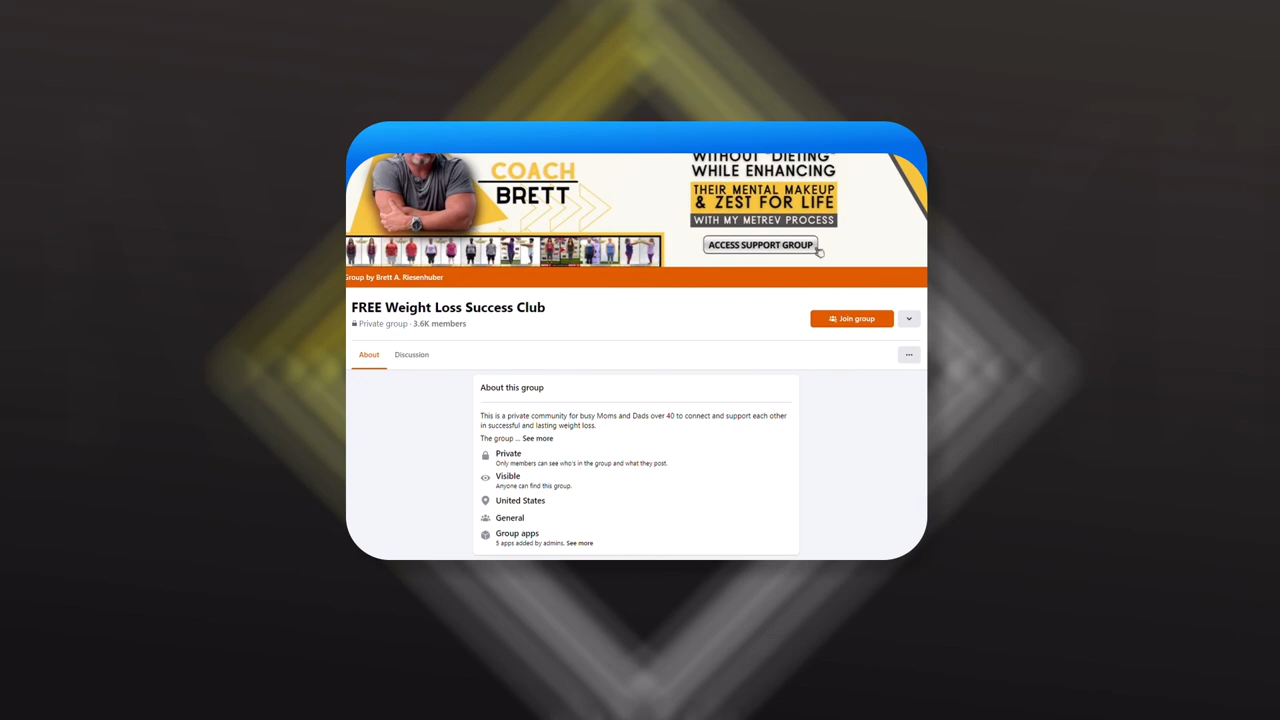 COACH
BRETT
WITHOUT "DIETING"
WHILE ENHANCING
THEIR MENTAL MAKEUP
& ZEST FOR LIFE
WITH MY METREV PROCESS
ACCESS SUPPORT GROUP
Group by Brett A. Riesenhuber
FREE Weight Loss Success Club
Private group · 3.6K members
Join group
About
Discussion
About this group
This is a private community for busy Moms and Dads over 40 to connect and support each other
in successful and lasting weight loss.
The group ... See more
Private
Only members can see who's in the group and what they post.
Visible
Anyone can find this group.
United States
General
Group apps
5 apps added by admins. See more